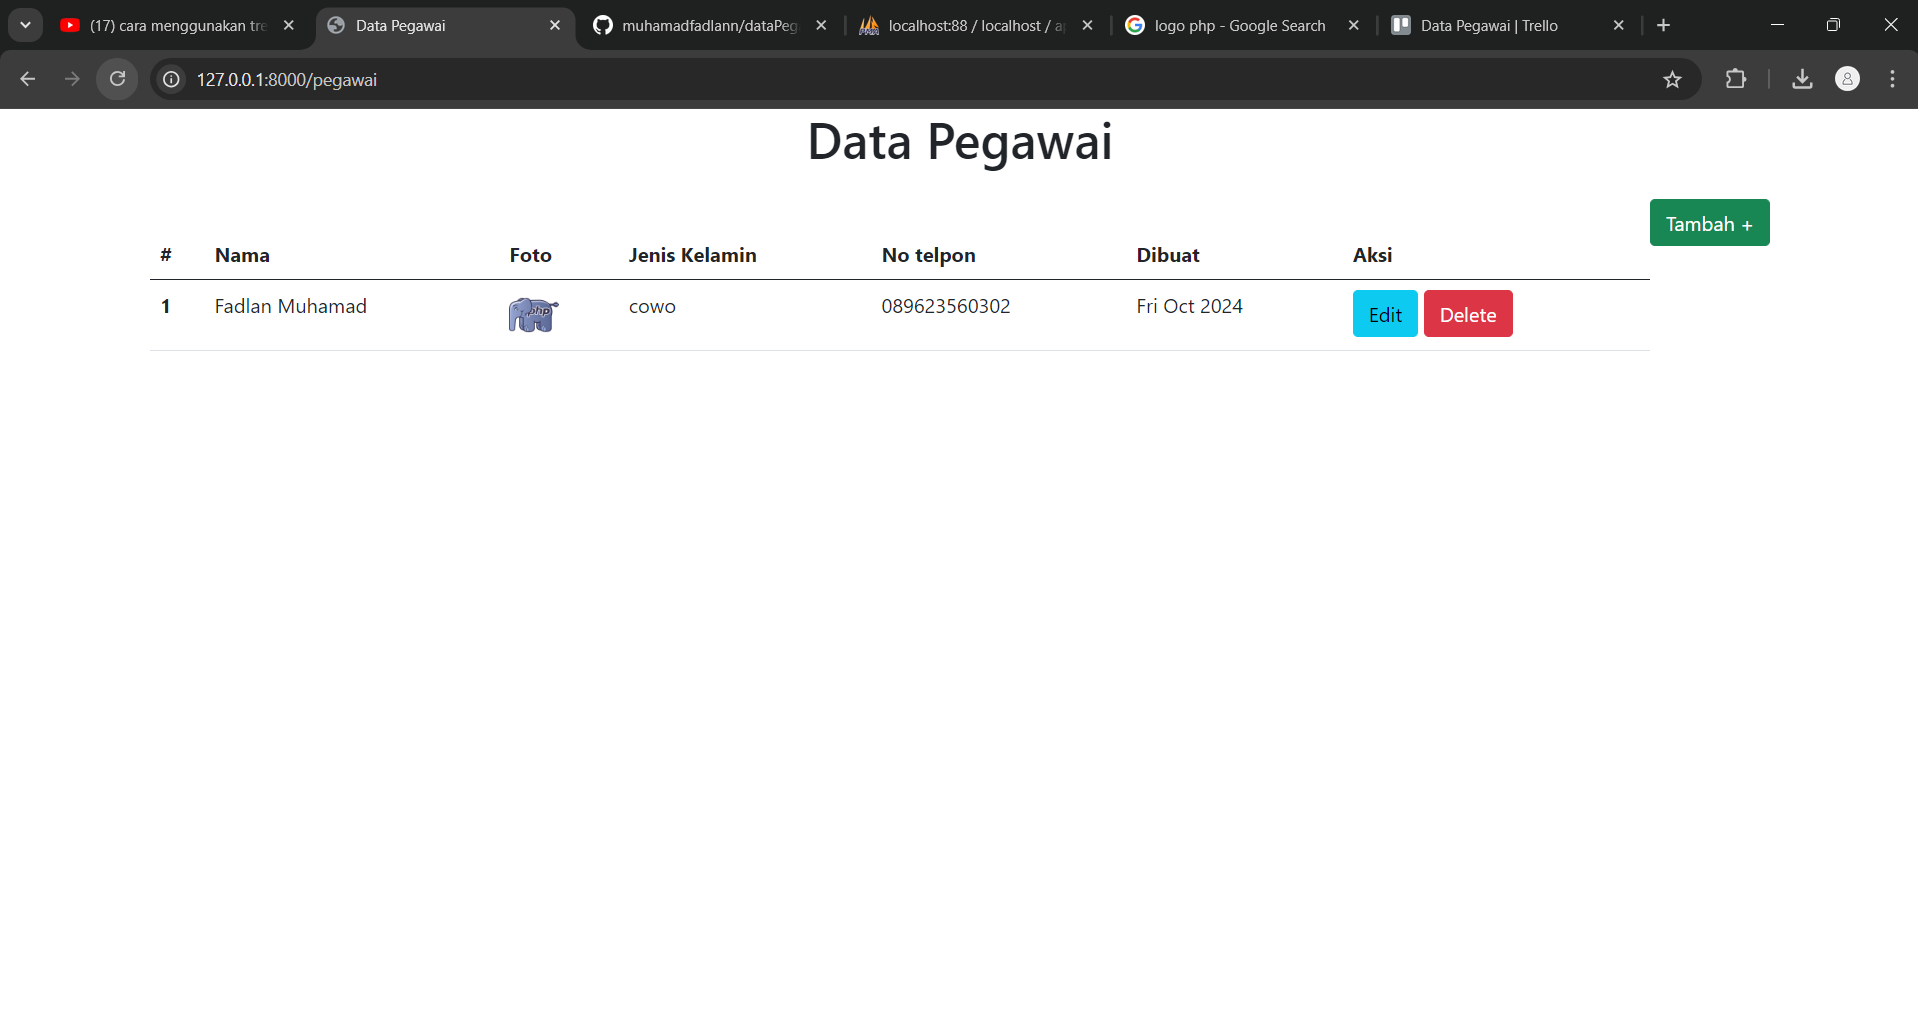 (17) cara menggunakan tre
Data Pegawai
muhamadfadlann/dataPeg
localhost:88 / localhost / a
logo php - Google Search
Data Pegawai | Trello
127.0.0.1:8000/pegawai
Data Pegawai
Tambah +
# Nama Foto Jenis Kelamin No telpon Dibuat Aksi
1 Fadlan Muhamad php cowo 089623560302 Fri Oct 2024 Edit Delete